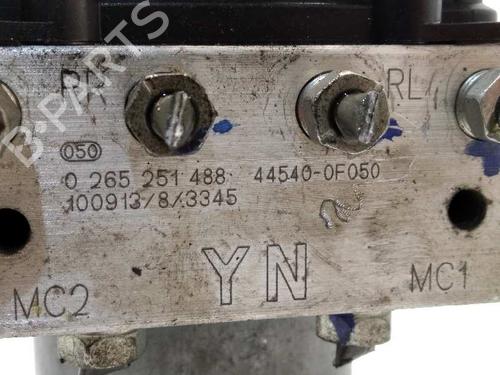 B-PARTS
RR
RL
050
0 265 251 488 44540-0F050
100913/8/3345
YN
MC2
MC1